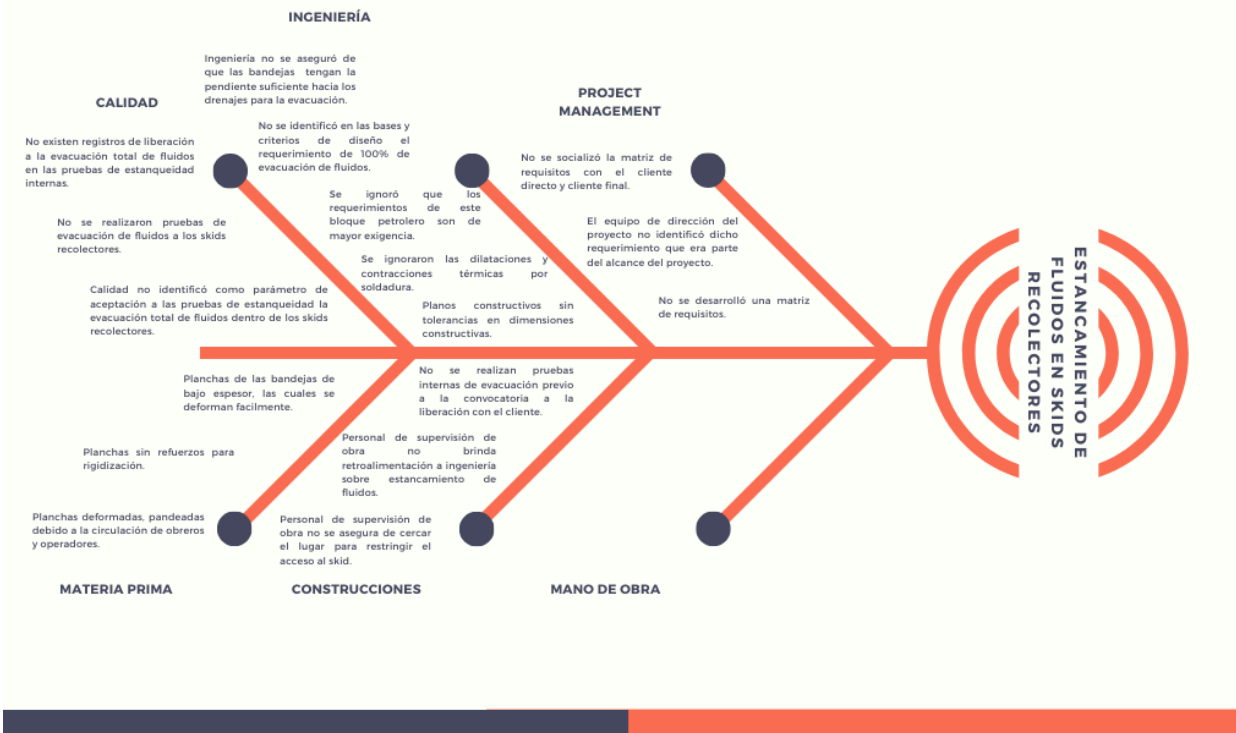 INGENIERÍA
Ingeniería no se aseguró de
que las bandejas tengan la
pendiente suficiente hacia los
drenajes para la evacuación.
CALIDAD
No existen registros de liberación
a la evacuación total de fluidos
en las pruebas de estanqueidad
internas.
No se identificó en las bases y
criterios de diseño el
requerimiento de 100% de
evacuación de fluidos.
PROJECT
MANAGEMENT
No se socializó la matriz de
requisitos con el cliente
directo y cliente final.
No se realizaron pruebas de
evacuación de fluidos a los skids
recolectores.
Se ignoró que los
requerimientos de este
bloque petrolero son de
mayor exigencia.
El equipo de dirección del
proyecto no identificó dicho
requerimiento que era parte
del alcance del proyecto.
Calidad no identificó como parámetro de
aceptación a las pruebas de estanqueidad la
evacuación total de fluidos dentro de los skids
recolectores.
Se ignoraron las dilataciones y
contracciones térmicas por
soldadura.
Planos constructivos sin
tolerancias en dimensiones
constructivas.
No se desarrolló una matriz
de requisitos.
ESTANCAMIENTO DE
FLUIDOS EN SKIDS
RECOLECTORES
Planchas de las bandejas de
bajo espesor, las cuales se
deforman facilmente.
No se realizan pruebas
internas de evacuación previo
a la convocatoria a la
liberación con el cliente.
Planchas sin refuerzos para
rigidización.
Personal de supervisión de
obra no brinda
retroalimentación a ingeniería
sobre estancamiento de
fluidos.
Planchas deformadas, pandeadas
debido a la circulación de obreros
y operadores.
Personal de supervisión de
obra no se asegura de cercar
el lugar para restringir el
acceso al skid.
MATERIA PRIMA
CONSTRUCCIONES
MANO DE OBRA